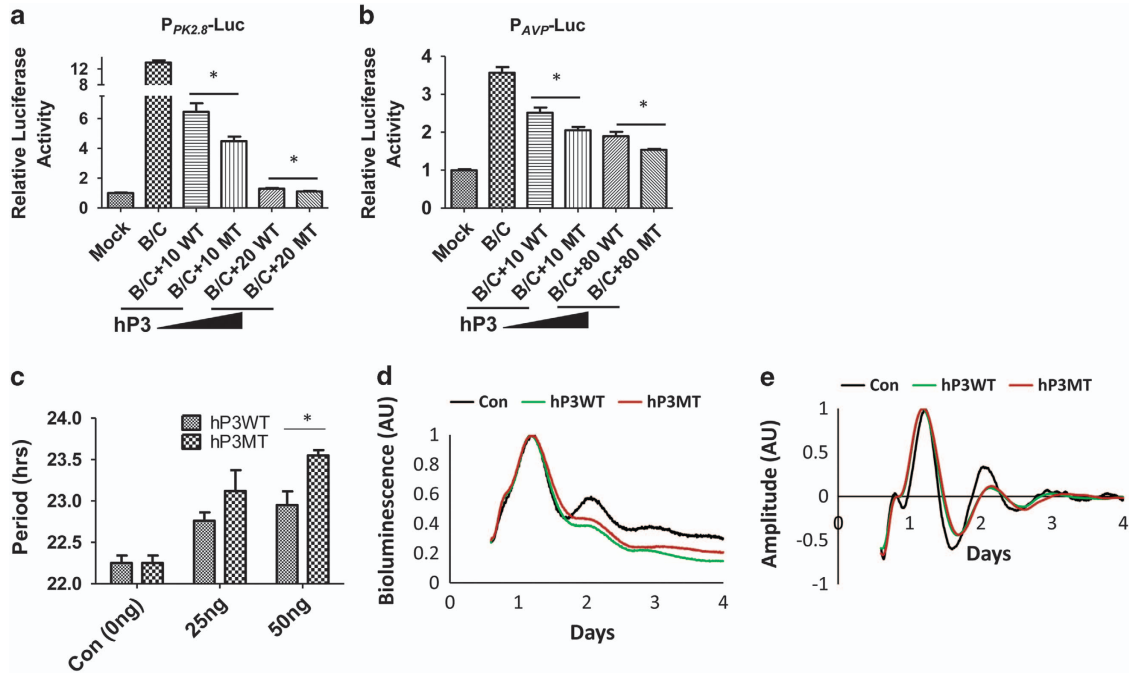 a
P_PK2.8-Luc
Relative Luciferase
Activity
12
8
6
4
2
0
Mock
B/C
B/C+10 WT
B/C+10 MT
B/C+20 WT
B/C+20 MT
*
*
hP3
b
P_AVP-Luc
Relative Luciferase
Activity
4
3
2
1
0
Mock
B/C
B/C+10 WT
B/C+10 MT
B/C+80 WT
B/C+80 MT
*
*
hP3
c
Period (hrs)
24.0
23.5
23.0
22.5
22.0
hP3WT
hP3MT
*
Con (0ng)
25ng
50ng
d
Con hP3WT hP3MT
Bioluminescence (AU)
1
0.8
0.6
0.4
0.2
0
0 1 2 3 4
Days
e
Con hP3WT hP3MT
Amplitude (AU)
1
0.5
0
-0.5
-1
0 1 2 3 4
Days